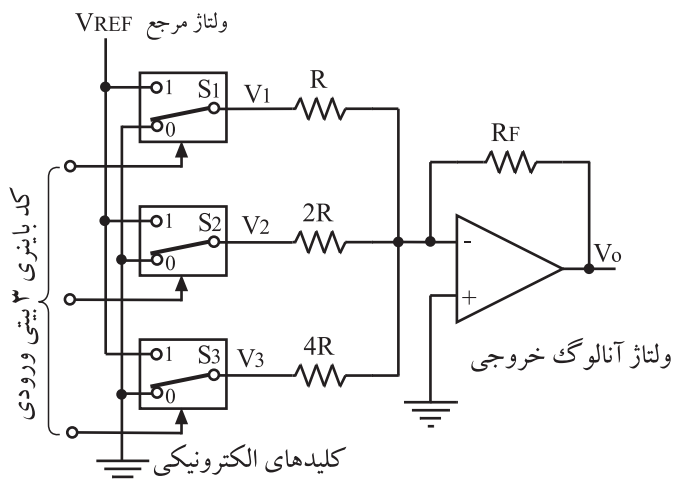 VREF ولتاژ مرجع
1
S1
0
V1
R
RF
1
S2
0
V2
2R
-
+
Vo
1
S3
0
V3
4R
ولتاژ آنالوگ خروجی
کد باینری ۳ بیتی ورودی
کلیدهای الکترونیکی